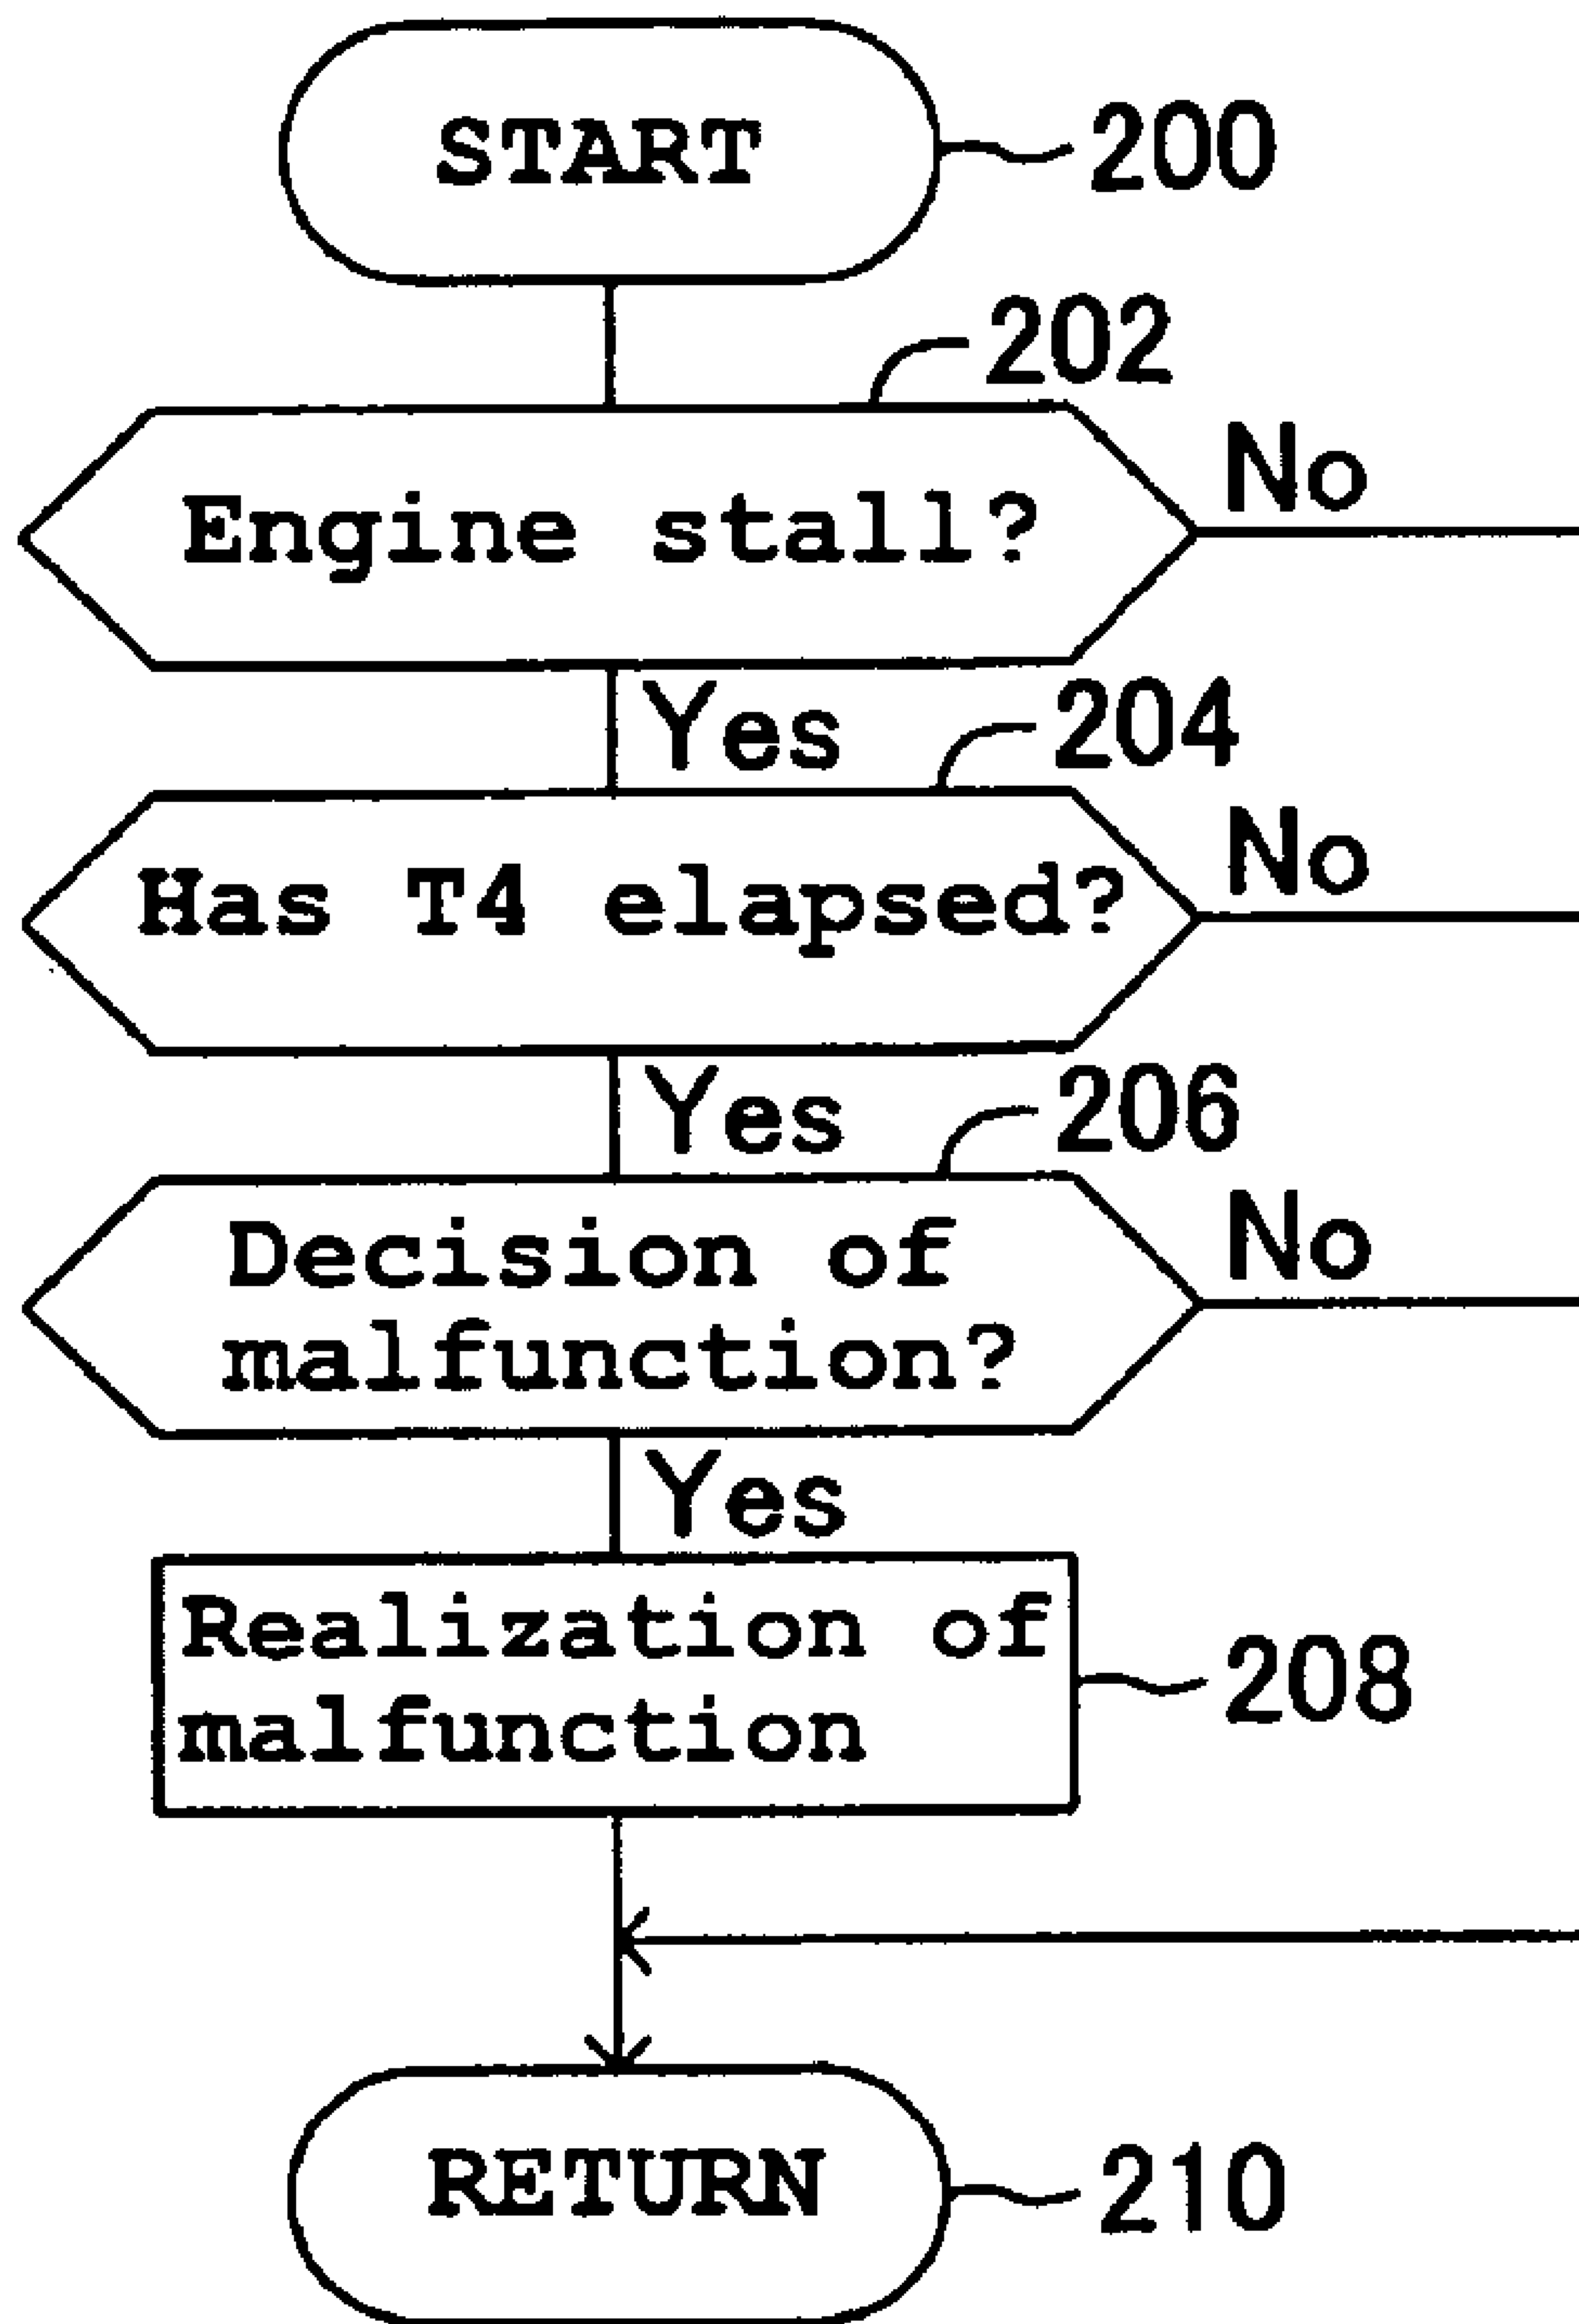 START
200
202
Engine stall?
No
Yes
204
Has T4 elapsed?
No
Yes
206
Decision of
malfunction?
No
Yes
Realization of
malfunction
208
RETURN
210